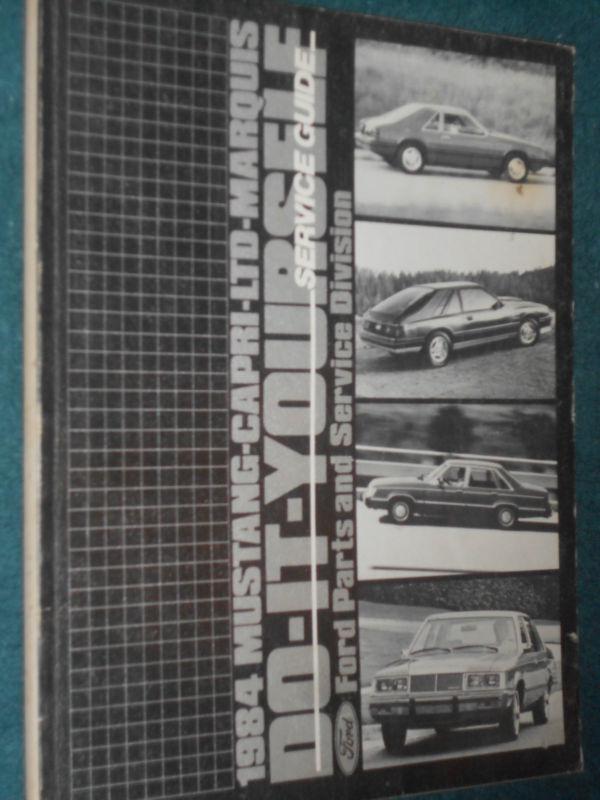 1984 MUSTANG-CAPRI-LTD-MARQUIS
DO-IT-YOURSELF
SERVICE GUIDE
Ford Ford Parts and Service Division